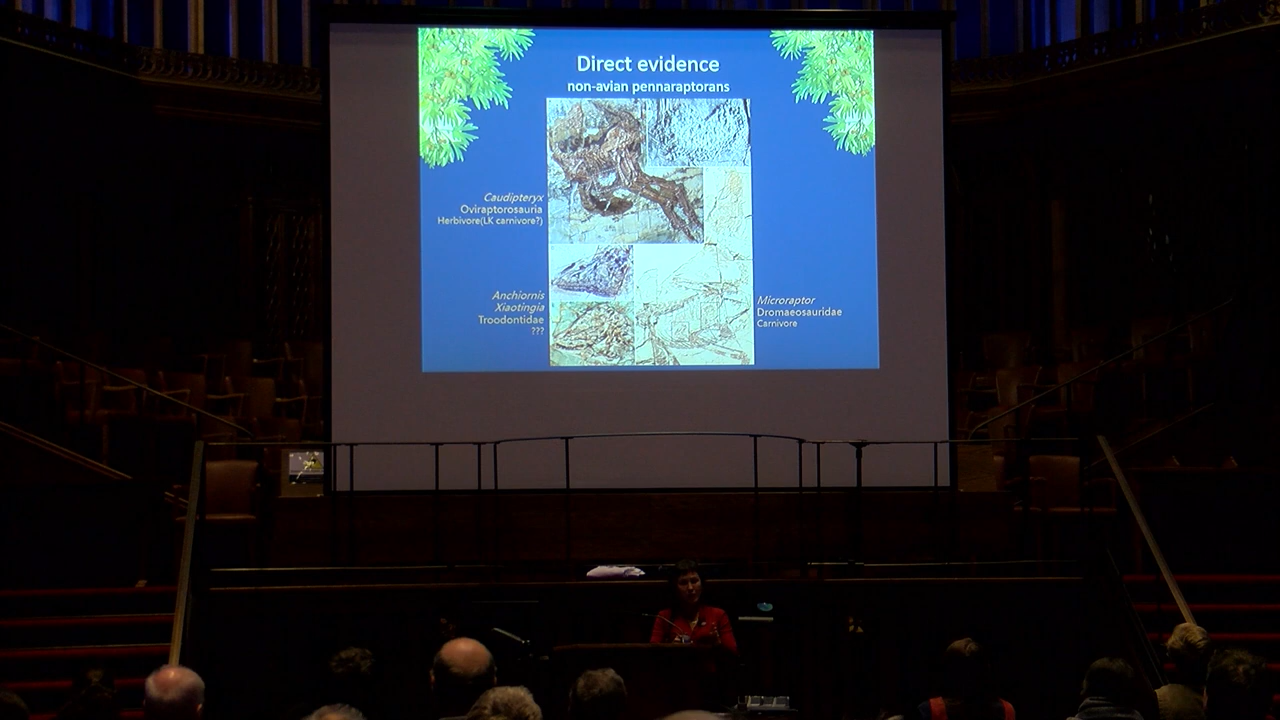 Direct evidence
non-avian pennaraptorans
Caudipteryx
Oviraptorosauria
Herbivore(LK carnivore?)
Anchiornis
Xiaotingia
Troodontidae
???
Microraptor
Dromaeosauridae
Carnivore